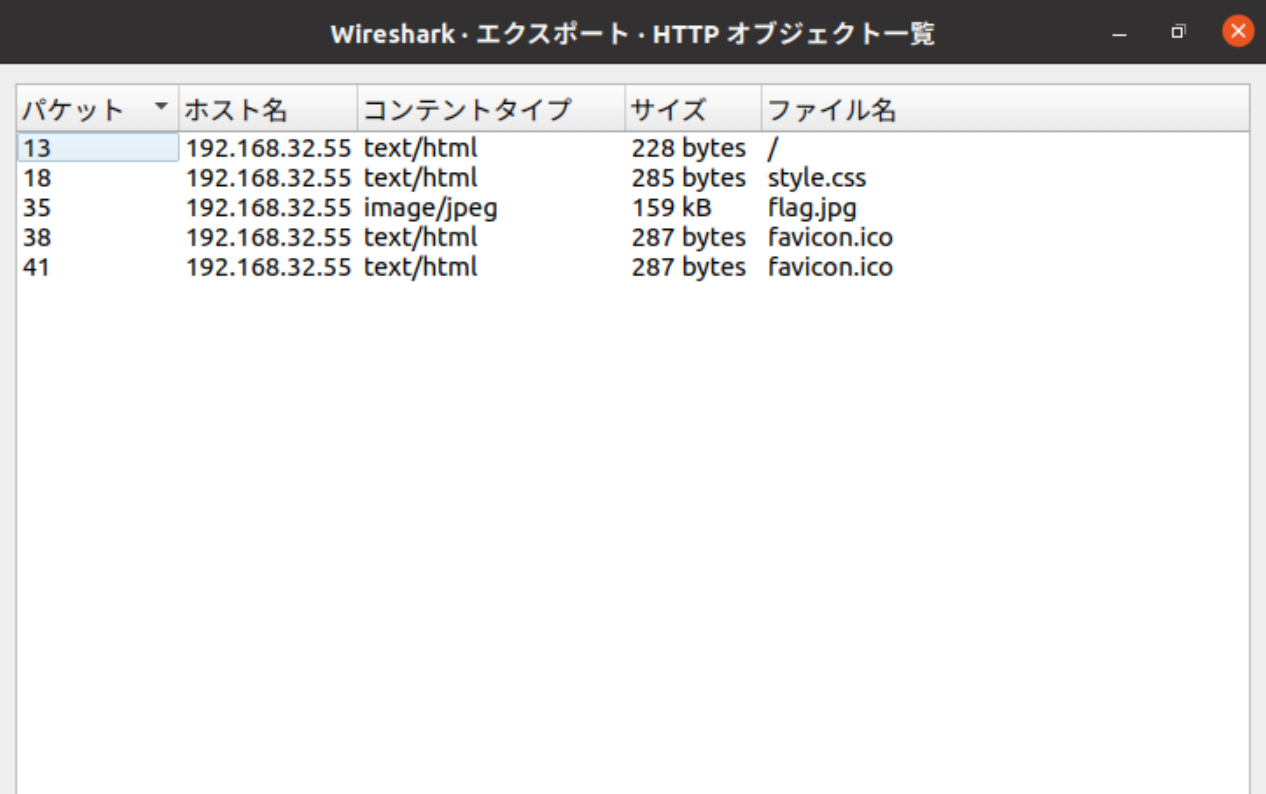 Wireshark · エクスポート · HTTP オブジェクト一覧
パケット ホスト名 コンテントタイプ サイズ ファイル名
13 192.168.32.55 text/html 228 bytes /
18 192.168.32.55 text/html 285 bytes style.css
35 192.168.32.55 image/jpeg 159 kB flag.jpg
38 192.168.32.55 text/html 287 bytes favicon.ico
41 192.168.32.55 text/html 287 bytes favicon.ico